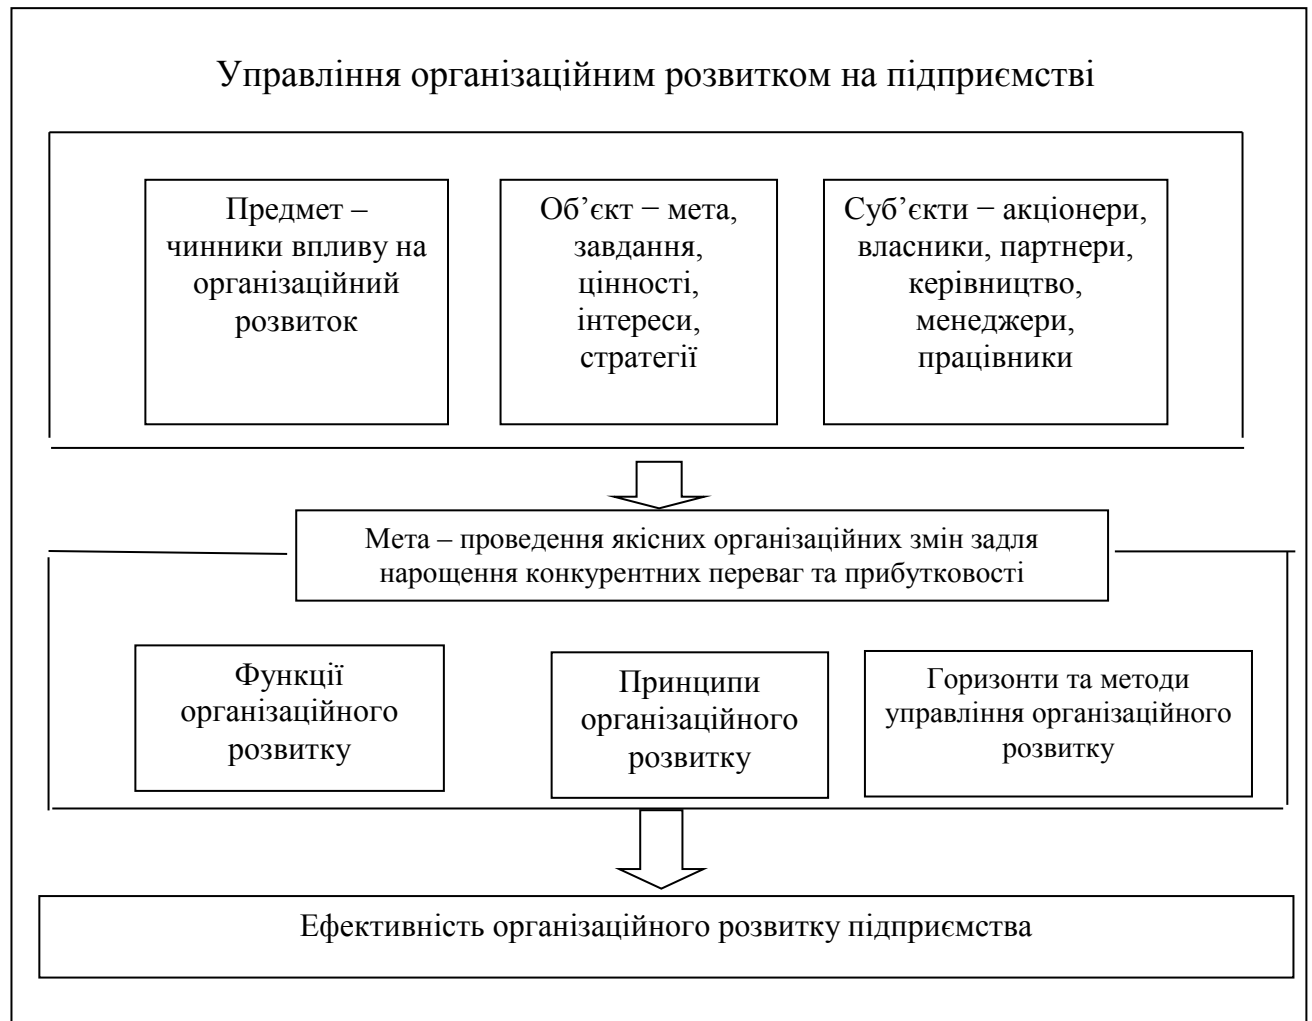 Управління організаційним розвитком на підприємстві
Предмет –
чинники впливу на
організаційний
розвиток
Об’єкт − мета,
завдання,
цінності,
інтереси,
стратегії
Суб’єкти − акціонери,
власники, партнери,
керівництво,
менеджери,
працівники
Мета – проведення якісних організаційних змін задля
нарощення конкурентних переваг та прибутковості
Функції
організаційного
розвитку
Принципи
організаційного
розвитку
Горизонти та методи
управління організаційного
розвитку
Ефективність організаційного розвитку підприємства